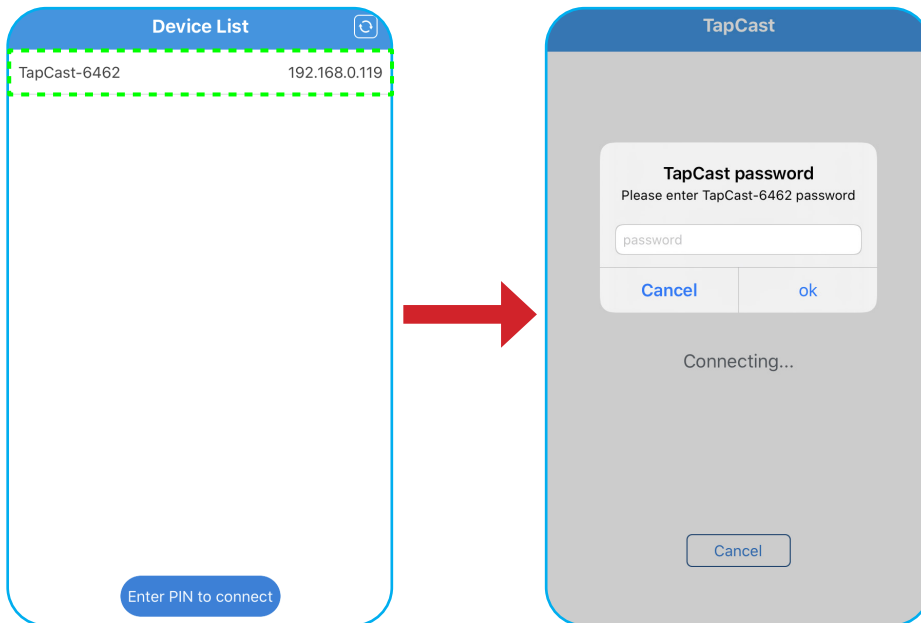 Device List
TapCast-6462 192.168.0.119
Enter PIN to connect
TapCast
TapCast password
Please enter TapCast-6462 password
password
Cancel ok
Connecting...
Cancel